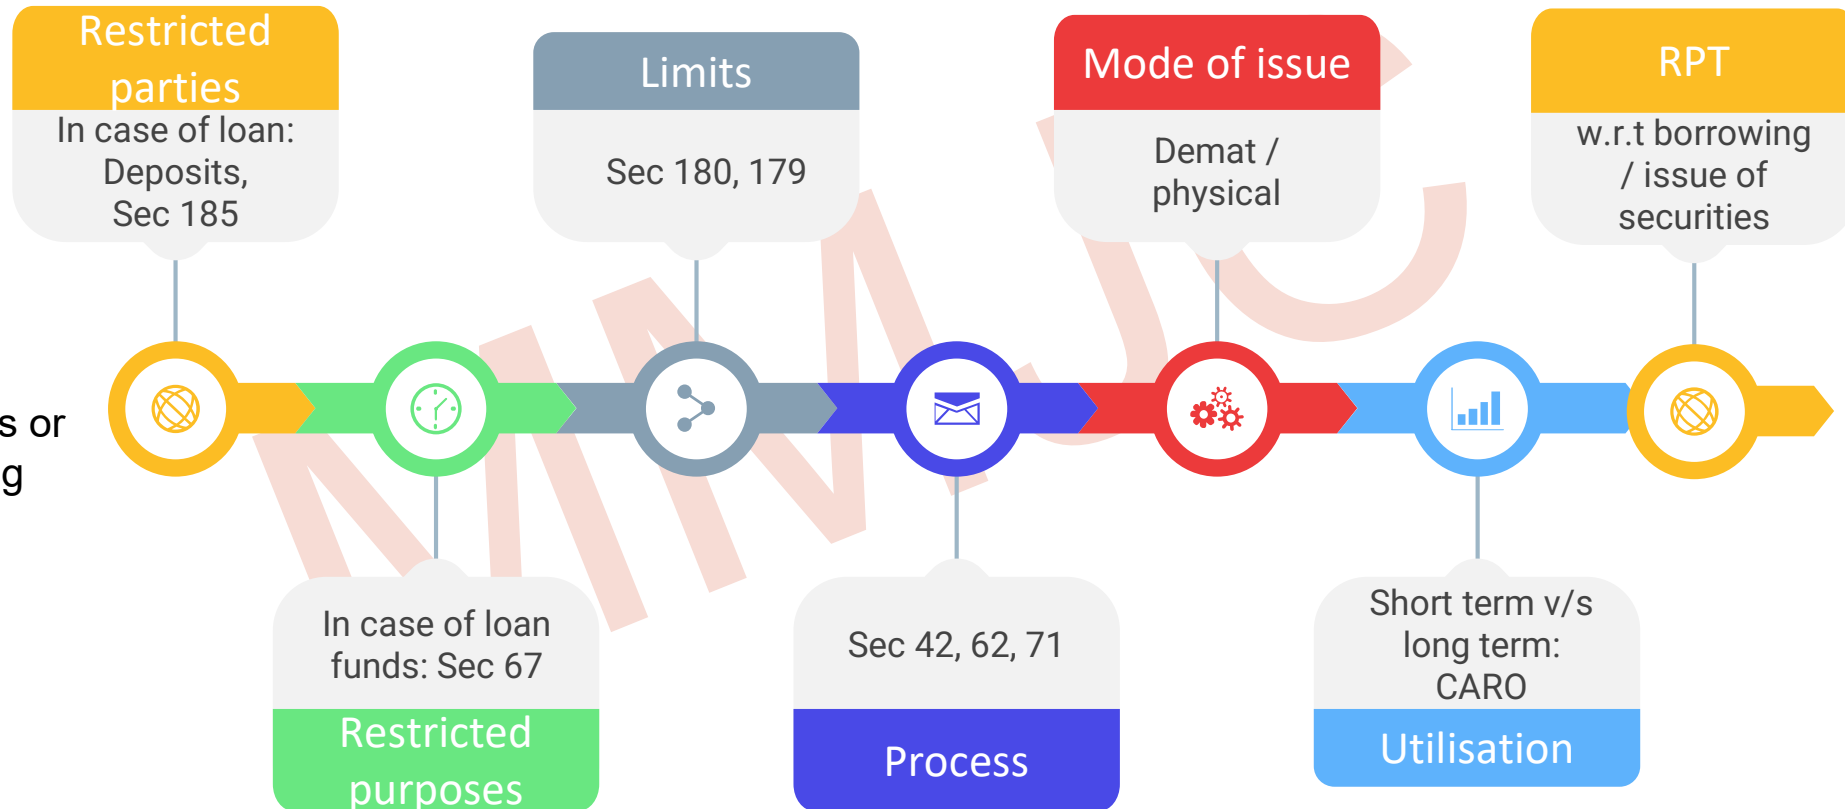 Restricted
parties
In case of loan:
Deposits,
Sec 185
Limits
Sec 180, 179
Mode of issue
Demat /
physical
RPT
w.r.t borrowing
/ issue of
securities
s or
g
In case of loan
funds: Sec 67
Restricted
purposes
Sec 42, 62, 71
Process
Short term v/s
long term:
CARO
Utilisation
MMJC